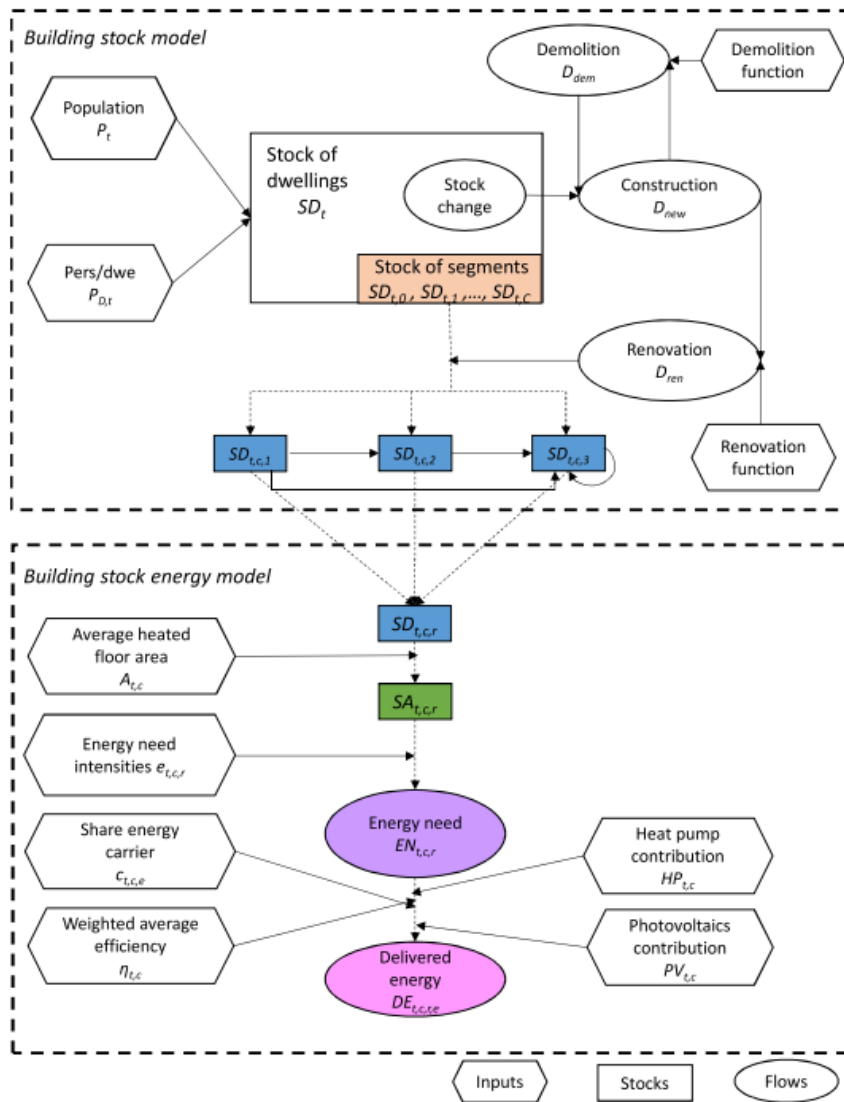 Building stock model
Demolition
D_dem
Demolition
function
Population
P_t
Stock of
dwellings
SD_t
Stock
change
Construction
D_new
Pers/dwe
P_D,t
Stock of segments
SD_t,0 , SD_t,1 ,..., SD_t,C
Renovation
D_ren
Renovation
function
SD_t,c,1
SD_t,c,2
SD_t,c,3
Building stock energy model
SD_t,c,r
Average heated
floor area
A_t,c
SA_t,c,r
Energy need
intensities e_t,c,r
Energy need
EN_t,c,r
Share energy
carrier
c_t,c,e
Heat pump
contribution
HP_t,c
Weighted average
efficiency
η_t,c
Photovoltaics
contribution
PV_t,c
Delivered
energy
DE_t,c,r,e
Inputs
Stocks
Flows